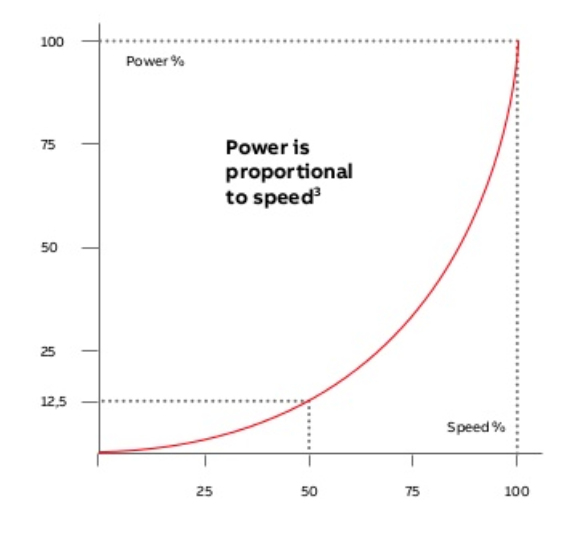 100
Power %
75
Power is
proportional
to speed³
50
25
12,5
Speed %
25 50 75 100